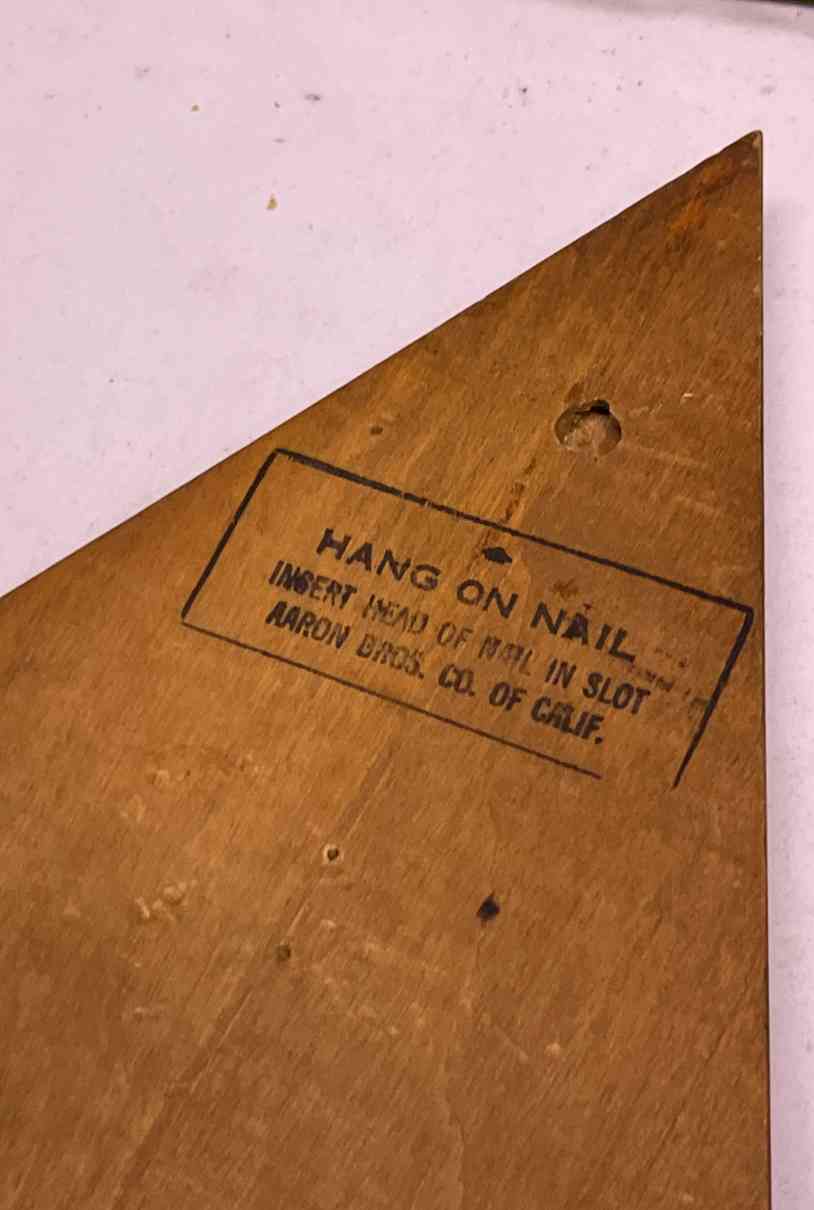 HANG ON NAIL
INSERT HEAD OF NAIL IN SLOT
AARON BROS. CO. OF CALIF.